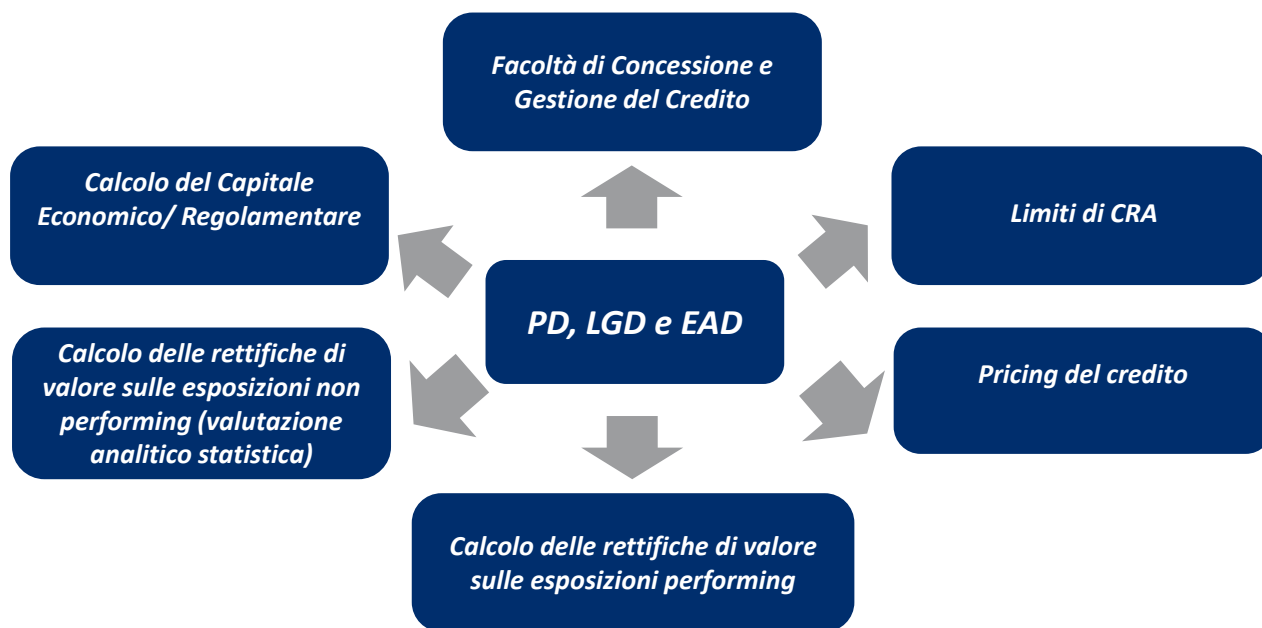 Facoltà di Concessione e
Gestione del Credito
Calcolo del Capitale
Economico/ Regolamentare
Limiti di CRA
PD, LGD e EAD
Calcolo delle rettifiche di
valore sulle esposizioni non
performing (valutazione
analitico statistica)
Pricing del credito
Calcolo delle rettifiche di valore
sulle esposizioni performing